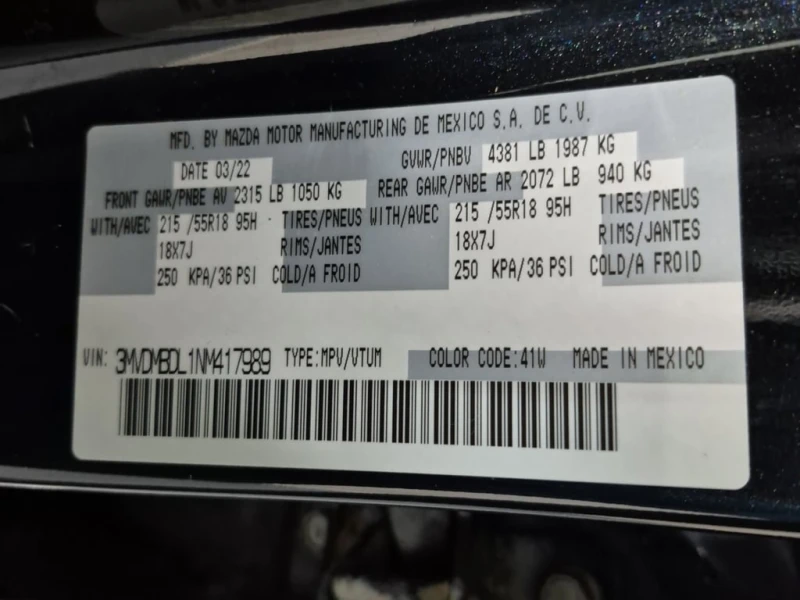 MFD. BY MAZDA MOTOR MANUFACTURING DE MEXICO S.A. DE C.V.
DATE 03/22 GVWR/PNBV 4381 LB 1987 KG
FRONT GAWR/PNBE AV 2315 LB 1050 KG REAR GAWR/PNBE AR 2072 LB 940 KG
WITH/AVEC 215 /55R18 95H TIRES/PNEUS WITH/AVEC 215 /55R18 95H TIRES/PNEUS
18X7J RIMS/JANTES 18X7J RIMS/JANTES
250 KPA/36 PSI COLD/A FROID 250 KPA/36 PSI COLD/A FROID
VIN: 3MVDMBDL1NM417989 TYPE:MPV/VTUM COLOR CODE:41W MADE IN MEXICO